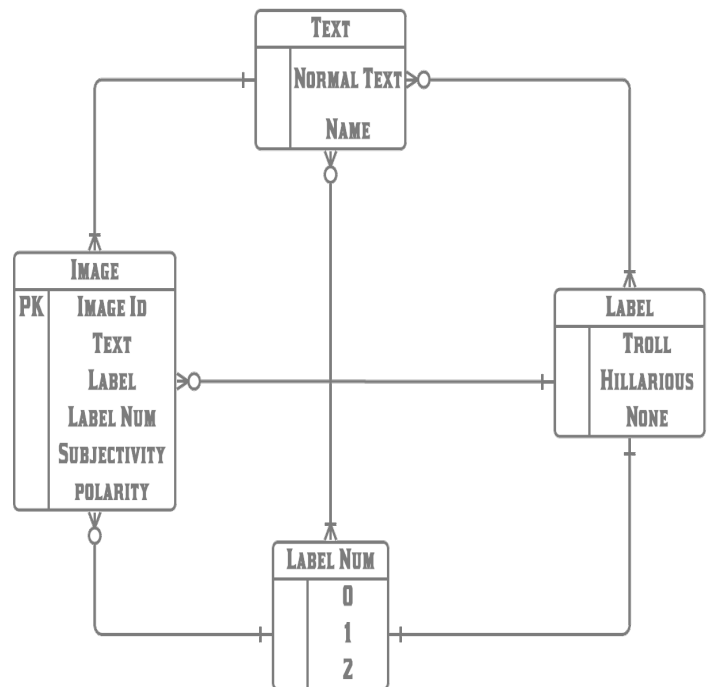 Text
Normal Text
Name
Image
PK Image Id
Text
Label
Label Num
Subjectivity
polarity
Label
Troll
Hillarious
None
Label Num
0
1
2